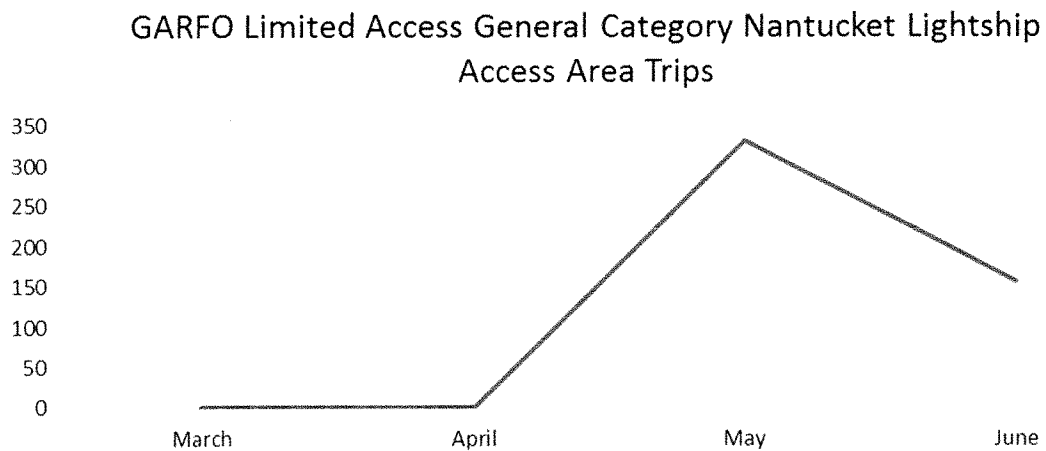 GARFO Limited Access General Category Nantucket Lightship
Access Area Trips
350
300
250
200
150
100
50
0
March April May June